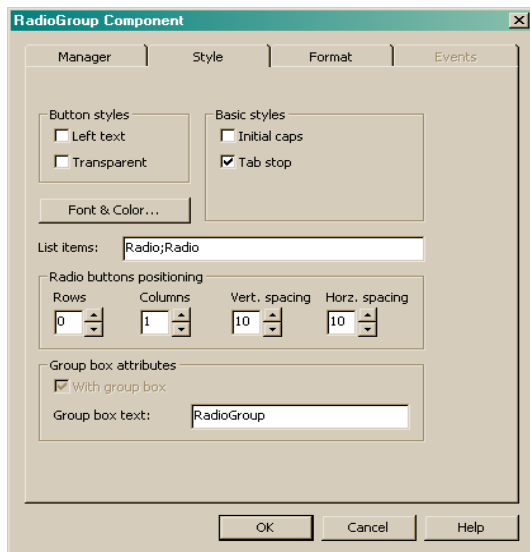 RadioGroup Component
Manager Style Format Events
Button styles Basic styles
Left text Initial caps
Transparent Tab stop
Font & Color...
List items: Radio;Radio
Radio buttons positioning
Rows Columns Vert. spacing Horz. spacing
0 1 10 10
Group box attributes
With group box
Group box text: RadioGroup
OK Cancel Help